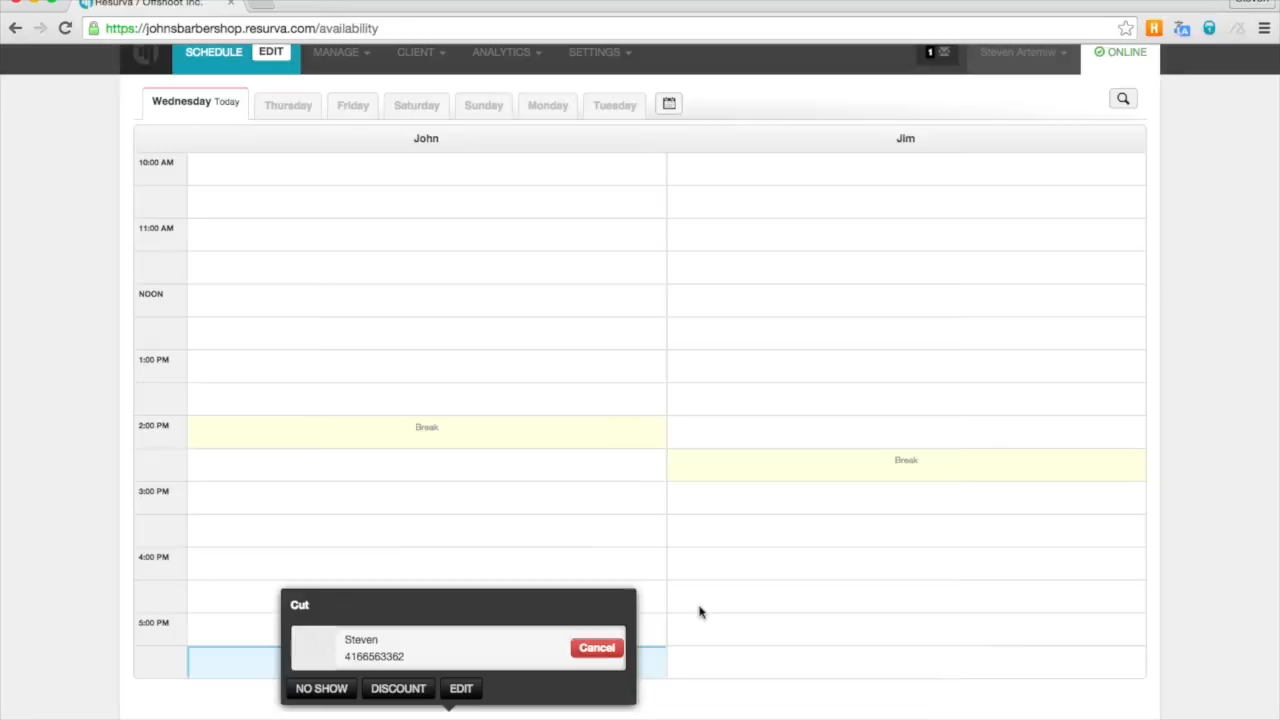 Resurva / Offshoot Inc.
Steven
https://johnsbarbershop.resurva.com/availability
SCHEDULE EDIT MANAGE CLIENT ANALYTICS SETTINGS 1 Steven Artemiw ONLINE
Wednesday Today Thursday Friday Saturday Sunday Monday Tuesday
John Jim
10:00 AM
11:00 AM
NOON
1:00 PM
2:00 PM Break
Break
3:00 PM
4:00 PM
Cut
5:00 PM
Steven
4166563362
Cancel
NO SHOW DISCOUNT EDIT